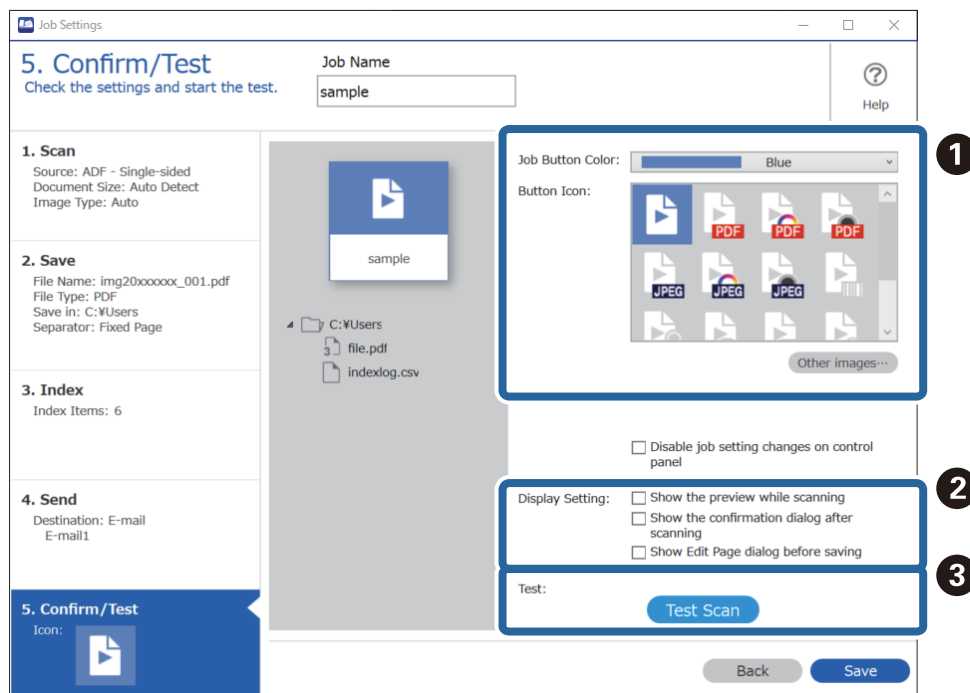 Job Settings
5. Confirm/Test
Check the settings and start the test.
Job Name
sample
Help
1. Scan
Source: ADF - Single-sided
Document Size: Auto Detect
Image Type: Auto
2. Save
File Name: img20xxxxxx_001.pdf
File Type: PDF
Save in: C:¥Users
Separator: Fixed Page
3. Index
Index Items: 6
4. Send
Destination: E-mail
E-mail1
5. Confirm/Test
Icon:
sample
C:¥Users
3 file.pdf
indexlog.csv
1
Job Button Color: Blue
Button Icon:
PDF PDF PDF
JPEG JPEG JPEG
Other images···
Disable job setting changes on control
panel
2
Display Setting: Show the preview while scanning
Show the confirmation dialog after
scanning
Show Edit Page dialog before saving
3
Test:
Test Scan
Back Save